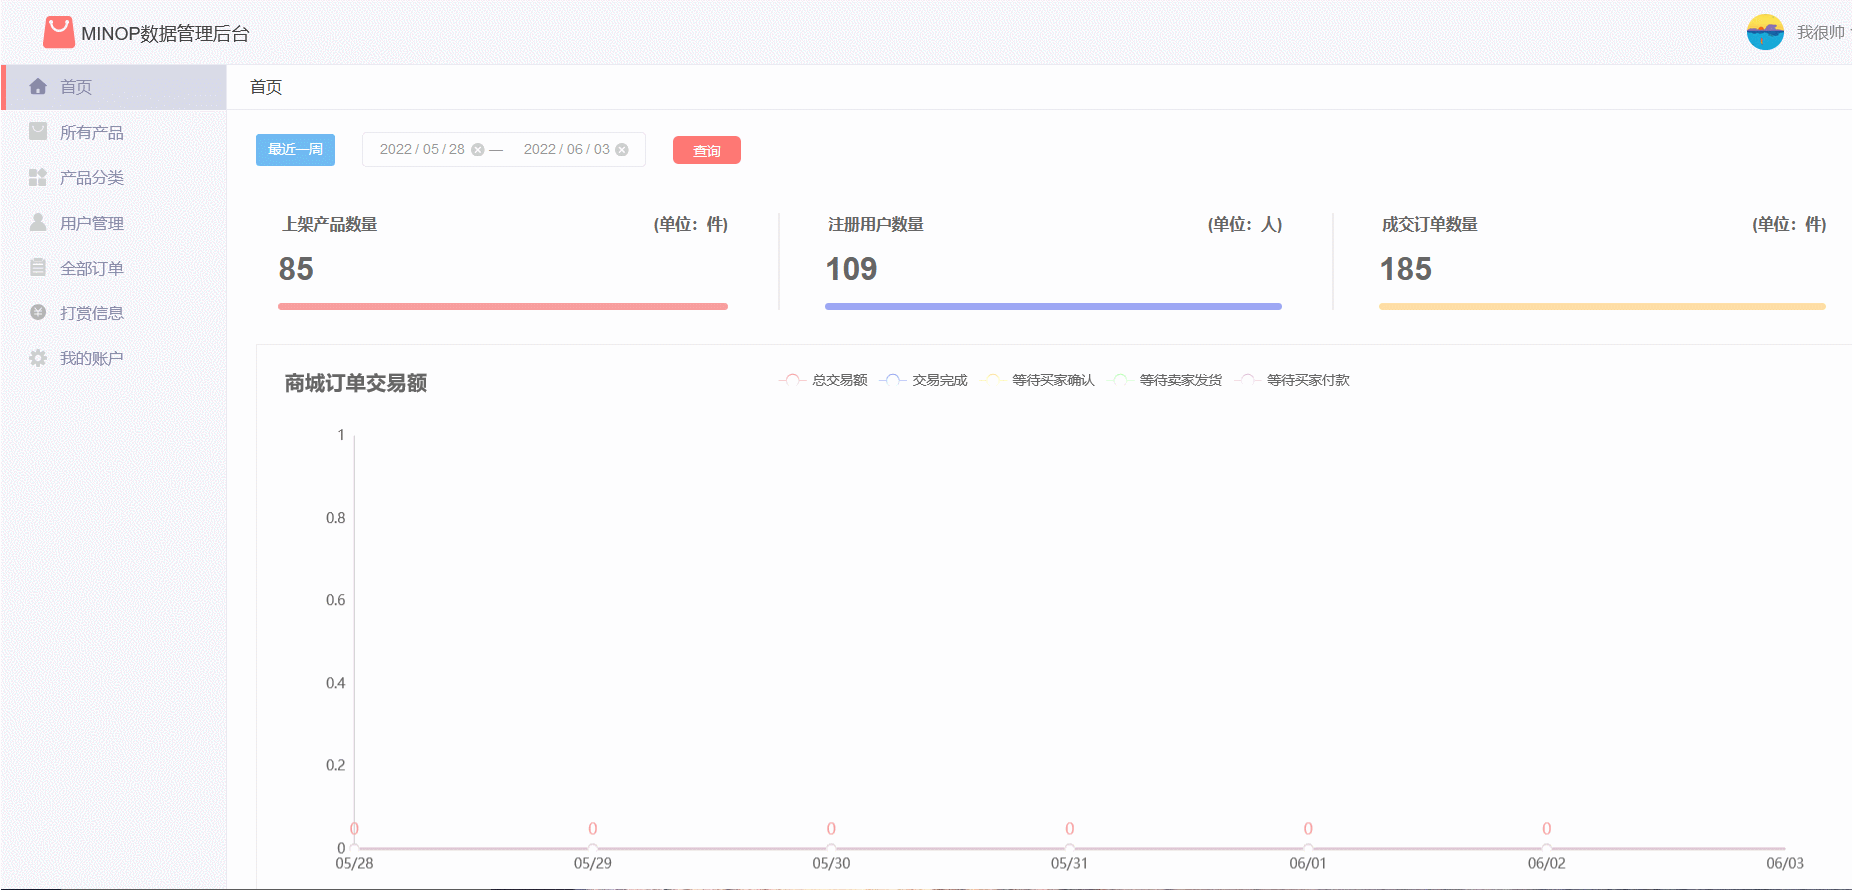 MINOP数据管理后台
我很帅
首页
所有产品
产品分类
用户管理
全部订单
打赏信息
我的账户
首页
最近一周
2022 / 05 / 28 — 2022 / 06 / 03
查询
上架产品数量 (单位：件)
85
注册用户数量 (单位：人)
109
成交订单数量 (单位：件)
185
商城订单交易额
总交易额 交易完成 等待买家确认 等待卖家发货 等待买家付款
1
0.8
0.6
0.4
0.2
0
0 0 0 0 0 0
05/28 05/29 05/30 05/31 06/01 06/02 06/03